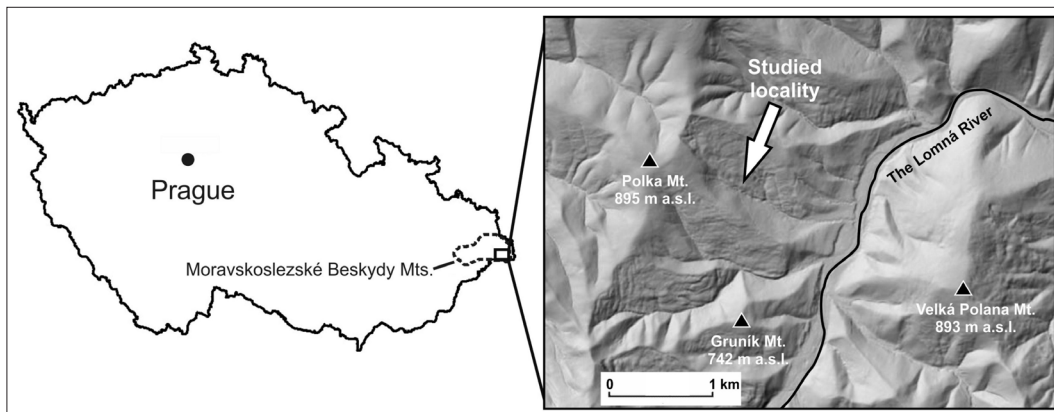 Prague
Moravskoslezské Beskydy Mts.
Studied
locality
The Lomná River
Polka Mt.
895 m a.s.l.
Velká Polana Mt.
893 m a.s.l.
Gruník Mt.
742 m a.s.l.
0 1 km